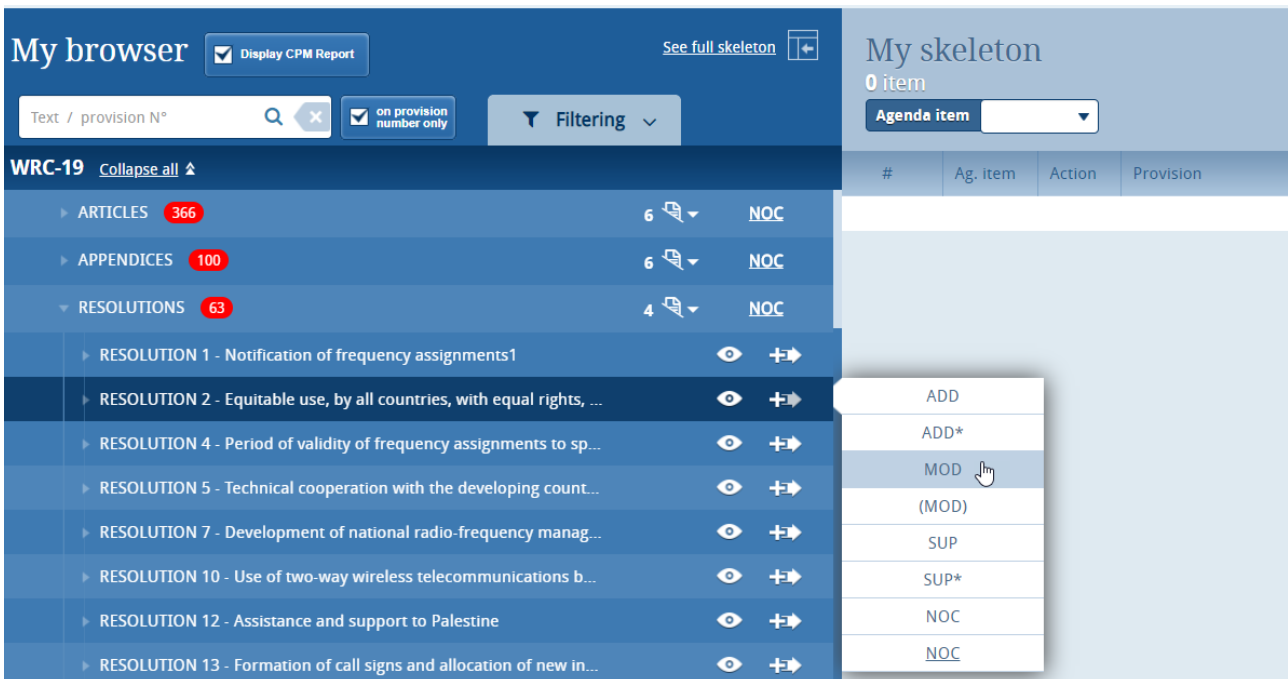 My browser
Display CPM Report
See full skeleton
Text / provision N°
on provision
number only
Filtering
WRC-19 Collapse all
ARTICLES 366 6 NOC
APPENDICES 100 6 NOC
RESOLUTIONS 63 4 NOC
RESOLUTION 1 - Notification of frequency assignments1
RESOLUTION 2 - Equitable use, by all countries, with equal rights, ...
RESOLUTION 4 - Period of validity of frequency assignments to sp...
RESOLUTION 5 - Technical cooperation with the developing count...
RESOLUTION 7 - Development of national radio-frequency manag...
RESOLUTION 10 - Use of two-way wireless telecommunications b...
RESOLUTION 12 - Assistance and support to Palestine
RESOLUTION 13 - Formation of call signs and allocation of new in...
My skeleton
0 item
Agenda item
# Ag. item Action Provision
ADD
ADD*
MOD
(MOD)
SUP
SUP*
NOC
NOC